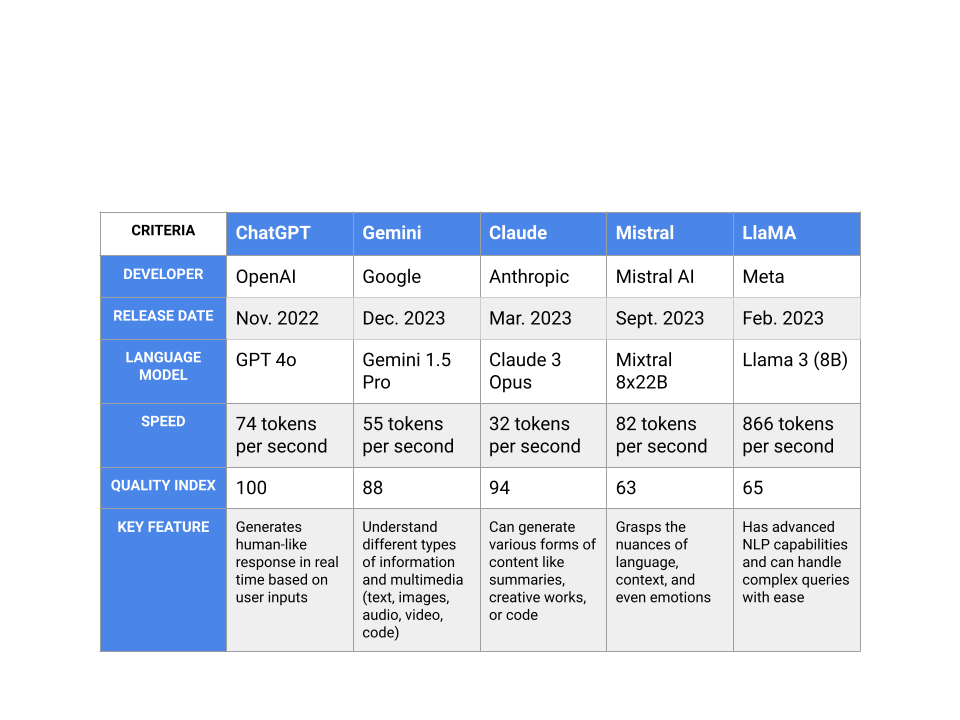 CRITERIA ChatGPT Gemini Claude Mistral LlaMA
DEVELOPER OpenAI Google Anthropic Mistral AI Meta
RELEASE DATE Nov. 2022 Dec. 2023 Mar. 2023 Sept. 2023 Feb. 2023
LANGUAGE MODEL GPT 4o Gemini 1.5 Pro Claude 3 Opus Mixtral 8x22B Llama 3 (8B)
SPEED 74 tokens per second 55 tokens per second 32 tokens per second 82 tokens per second 866 tokens per second
QUALITY INDEX 100 88 94 63 65
KEY FEATURE
Generates
human-like
response in real
time based on
user inputs
Understand
different types
of information
and multimedia
(text, images,
audio, video,
code)
Can generate
various forms of
content like
summaries,
creative works,
or code
Grasps the
nuances of
language,
context, and
even emotions
Has advanced
NLP capabilities
and can handle
complex queries
with ease